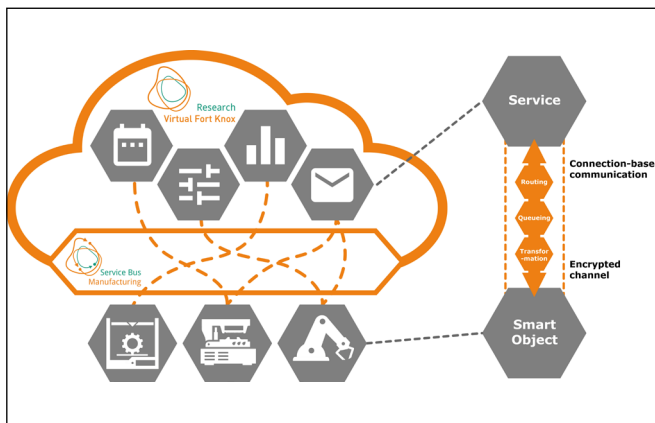 Research
Virtual Fort Knox
Service Bus
Manufacturing
Service
Connection-base
communication
Routing
Queueing
Transfor
-mation
Encrypted
channel
Smart
Object